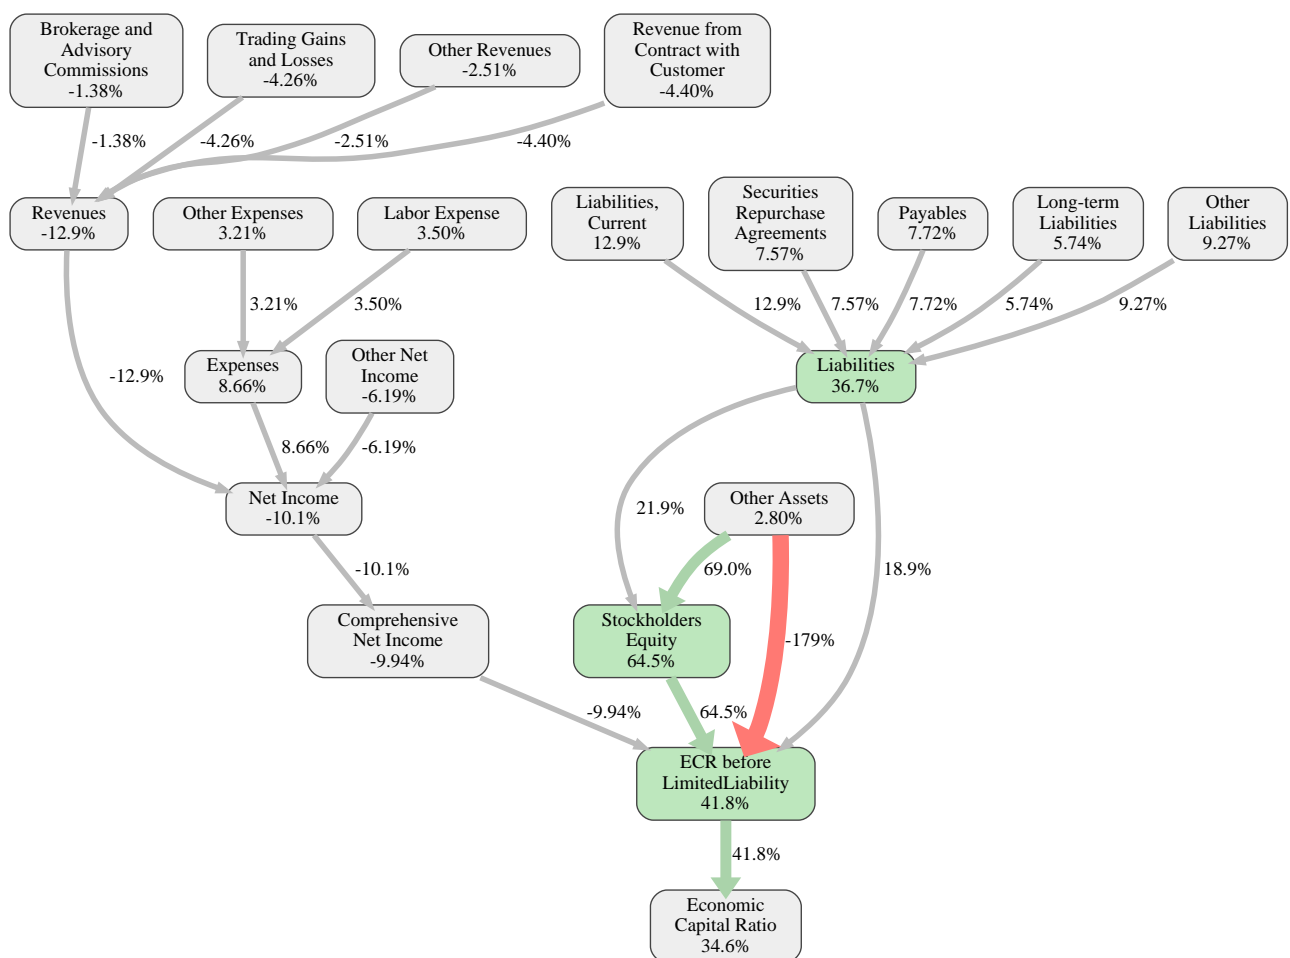 Brokerage and
Advisory
Commissions
-1.38%
Trading Gains
and Losses
-4.26%
Other Revenues
-2.51%
Revenue from
Contract with
Customer
-4.40%
-1.38%
-4.26%
-2.51%
-4.40%
Revenues
-12.9%
Other Expenses
3.21%
Labor Expense
3.50%
Liabilities,
Current
12.9%
Securities
Repurchase
Agreements
7.57%
Payables
7.72%
Long-term
Liabilities
5.74%
Other
Liabilities
9.27%
3.21%
3.50%
12.9%
7.57%
7.72%
5.74%
9.27%
-12.9%
Expenses
8.66%
Other Net
Income
-6.19%
Liabilities
36.7%
8.66%
-6.19%
Net Income
-10.1%
21.9%
Other Assets
2.80%
-10.1%
69.0%
18.9%
Comprehensive
Net Income
-9.94%
Stockholders
Equity
64.5%
-179%
-9.94%
64.5%
ECR before
LimitedLiability
41.8%
41.8%
Economic
Capital Ratio
34.6%